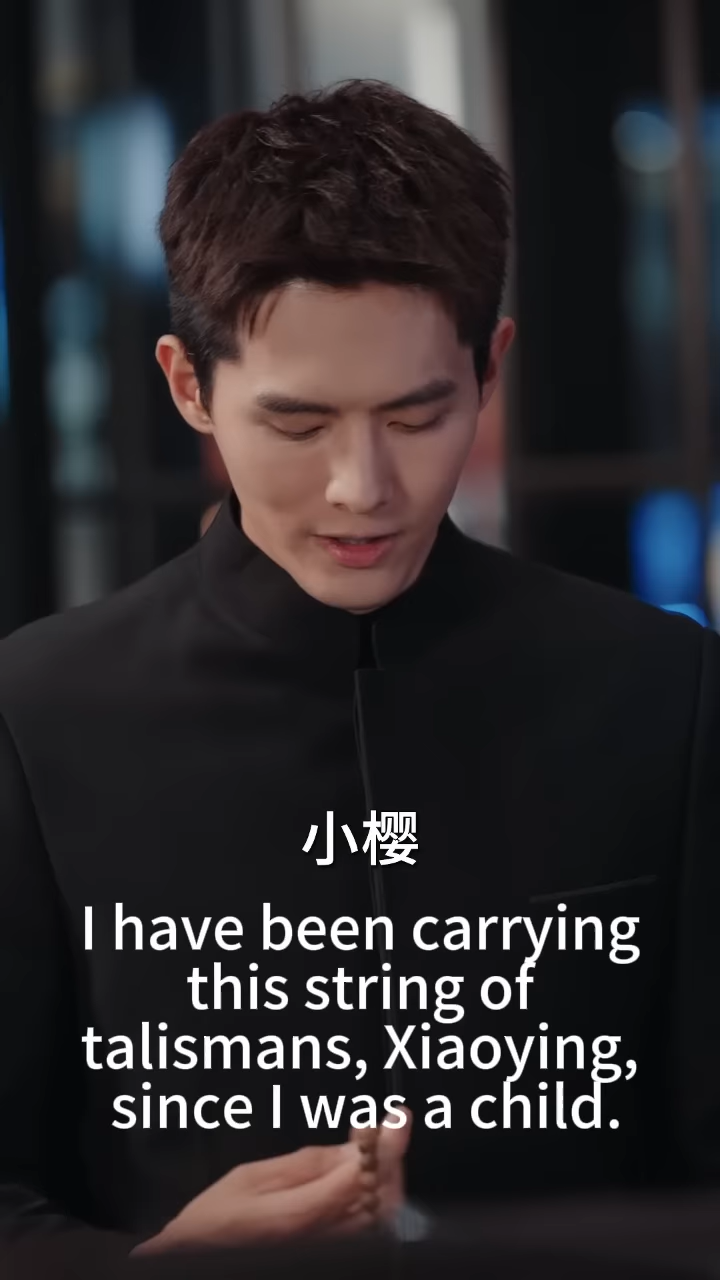 小樱
I have been carrying
this string of
talismans, Xiaoying,
since I was a child.